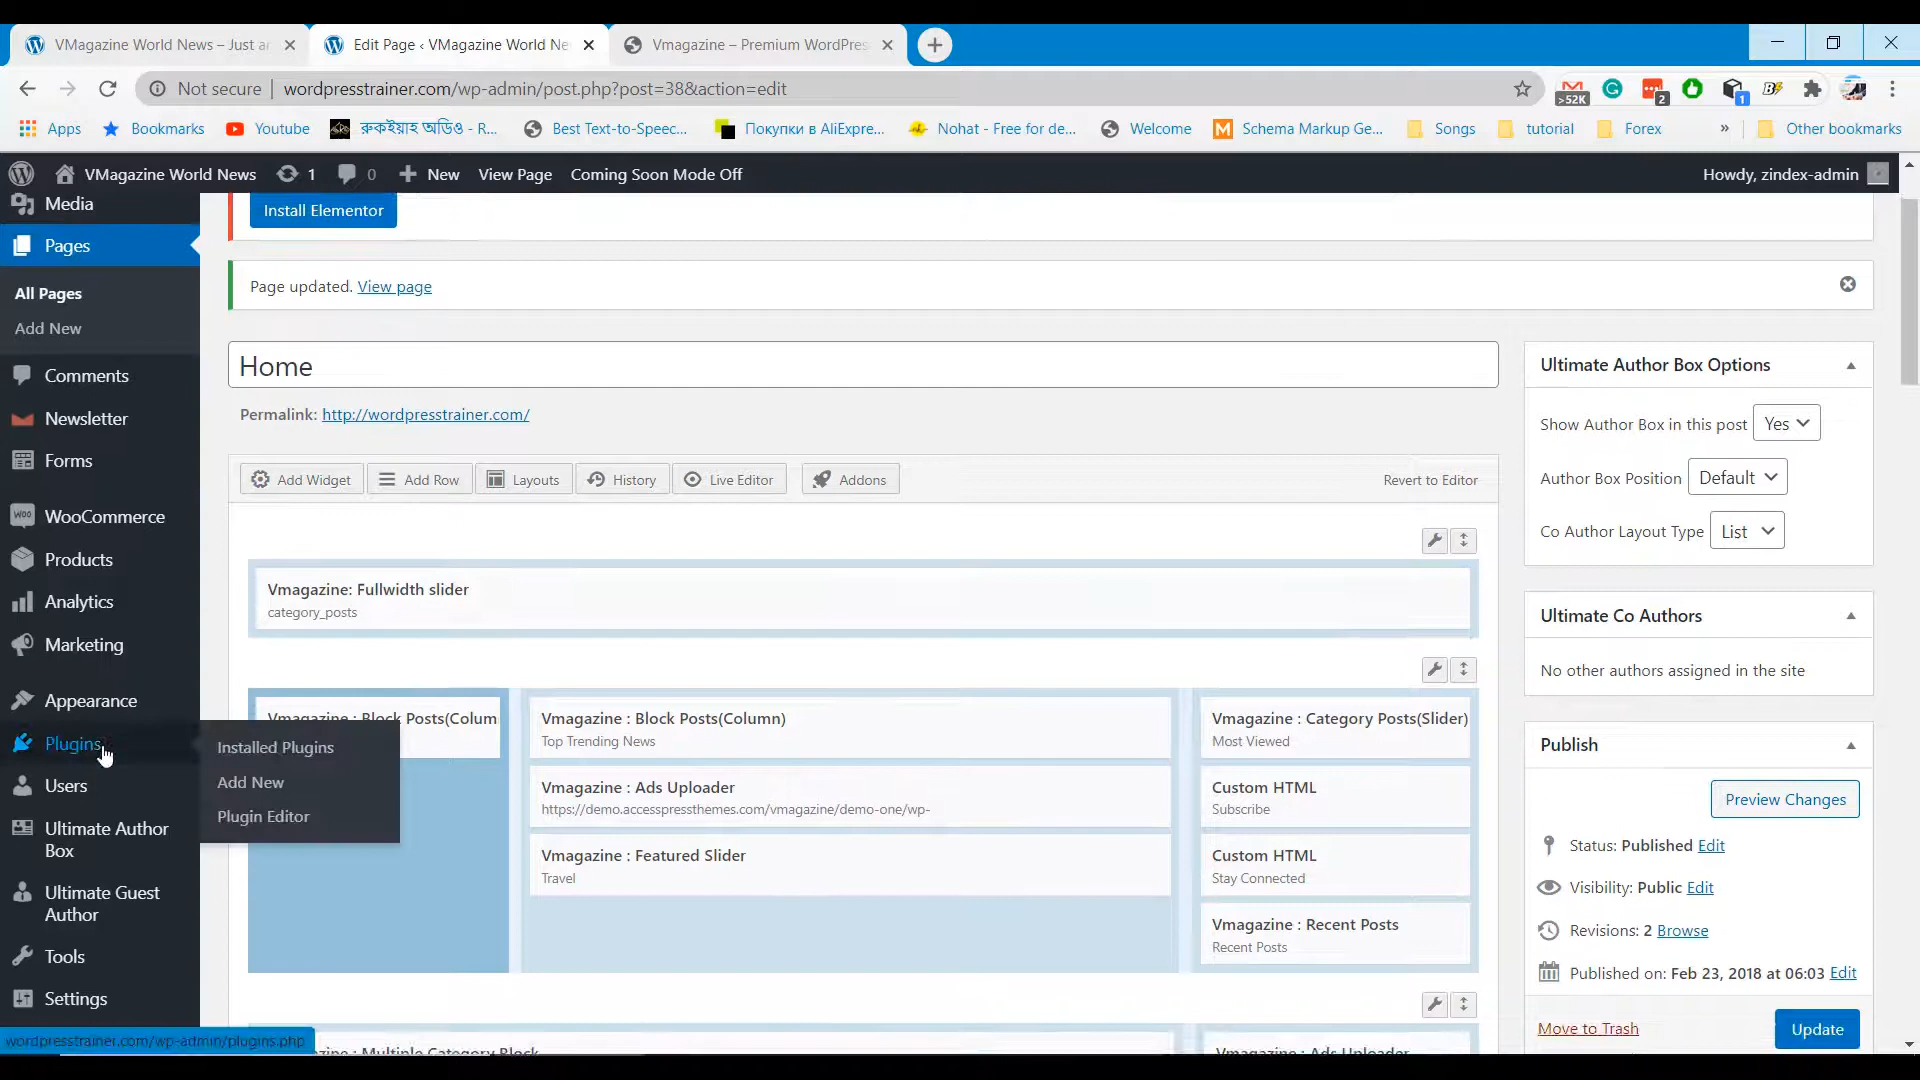 VMagazine World News – Just a
Edit Page ‹ VMagazine World Ne
Vmagazine – Premium WordPres
Not secure
wordpresstrainer.com/wp-admin/post.php?post=38&action=edit
>52K
2
1
Apps
Bookmarks
Youtube
রুকইয়াহ অডিও - R...
Best Text-to-Speec...
Покупки в AliExpre...
Nohat - Free for de...
Welcome
Schema Markup Ge...
Songs
tutorial
Forex
»
Other bookmarks
VMagazine World News
1
0
New
View Page
Coming Soon Mode Off
Howdy, zindex-admin
Media
Pages
All Pages
Add New
Comments
Newsletter
Forms
WooCommerce
Products
Analytics
Marketing
Appearance
Plugins
Installed Plugins
Add New
Plugin Editor
Users
Ultimate Author
Box
Ultimate Guest
Author
Tools
Settings
wordpresstrainer.com/wp-admin/plugins.php
Install Elementor
Page updated. View page
Home
Permalink: http://wordpresstrainer.com/
Add Widget
Add Row
Layouts
History
Live Editor
Addons
Revert to Editor
Vmagazine: Fullwidth slider
category_posts
Vmagazine : Block Posts(Colum
Vmagazine : Block Posts(Column)
Top Trending News
Vmagazine : Ads Uploader
https://demo.accesspressthemes.com/vmagazine/demo-one/wp-
Vmagazine : Featured Slider
Travel
Vmagazine : Category Posts(Slider)
Most Viewed
Custom HTML
Subscribe
Custom HTML
Stay Connected
Vmagazine : Recent Posts
Recent Posts
Vmagazine : Multiple Category Block
Vmagazine : Ads Uploader
Ultimate Author Box Options
Show Author Box in this post
Yes
Author Box Position
Default
Co Author Layout Type
List
Ultimate Co Authors
No other authors assigned in the site
Publish
Preview Changes
Status: Published Edit
Visibility: Public Edit
Revisions: 2 Browse
Published on: Feb 23, 2018 at 06:03 Edit
Move to Trash
Update